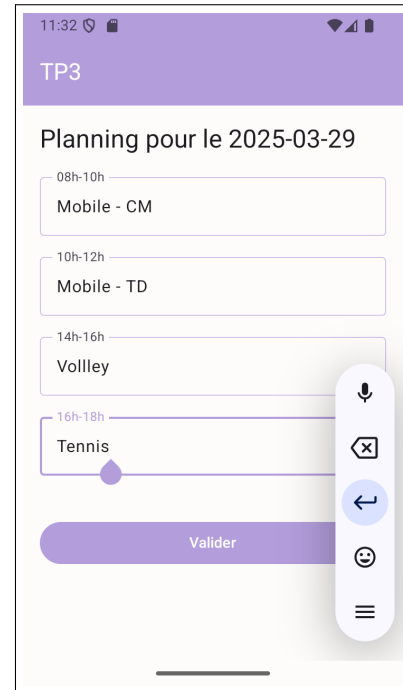 11:32
TP3
Planning pour le 2025-03-29
08h-10h
Mobile - CM
10h-12h
Mobile - TD
14h-16h
Vollley
16h-18h
Tennis
Valider